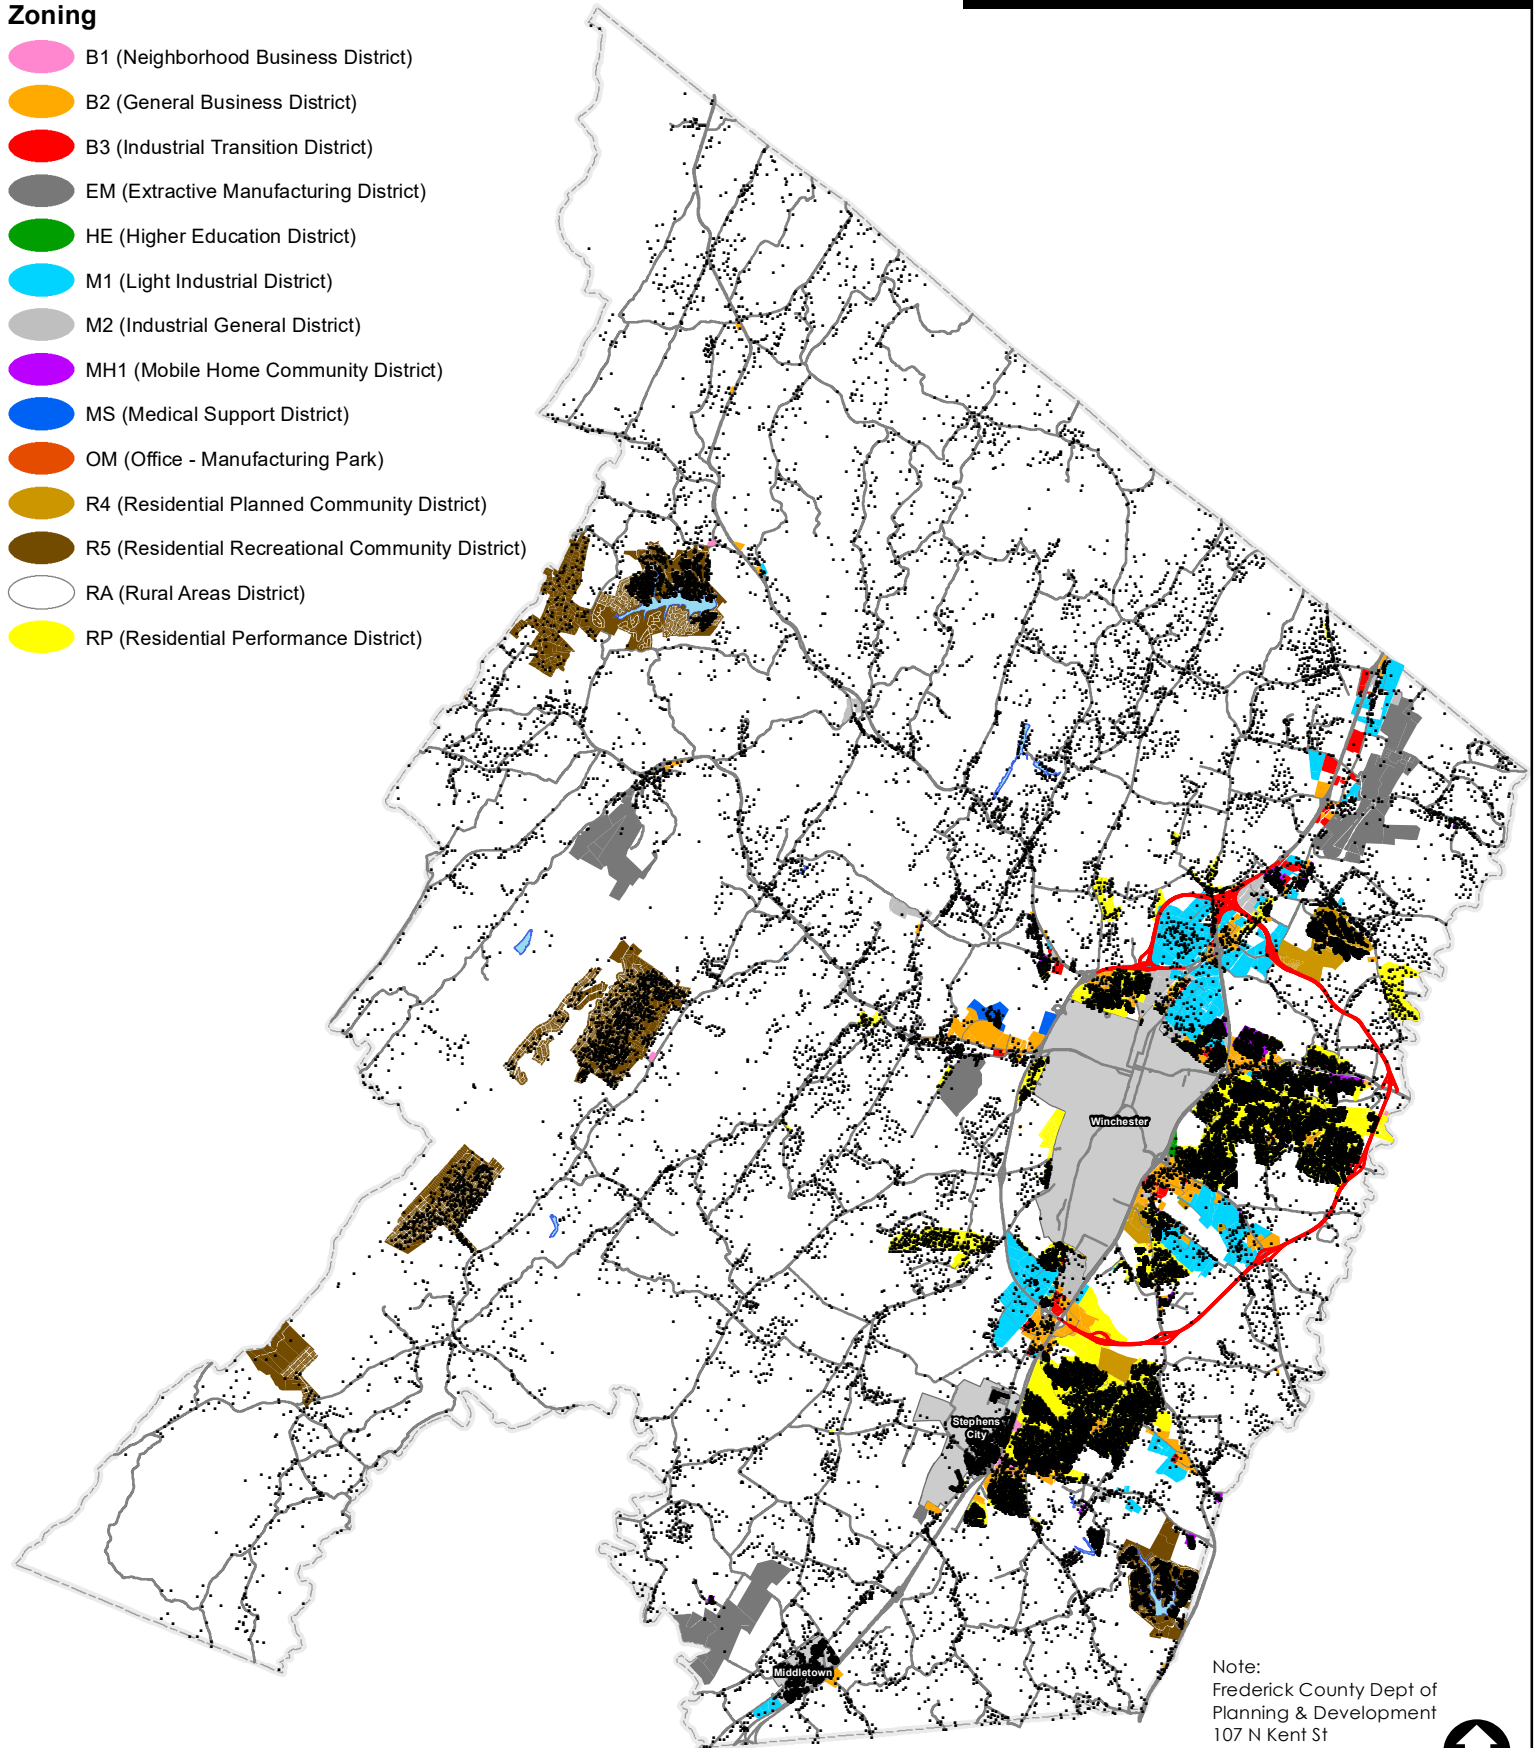 Zoning
B1 (Neighborhood Business District)
B2 (General Business District)
B3 (Industrial Transition District)
EM (Extractive Manufacturing District)
HE (Higher Education District)
M1 (Light Industrial District)
M2 (Industrial General District)
MH1 (Mobile Home Community District)
MS (Medical Support District)
OM (Office - Manufacturing Park)
R4 (Residential Planned Community District)
R5 (Residential Recreational Community District)
RA (Rural Areas District)
RP (Residential Performance District)
Winchester
Stephens
City
Middletown
Note:
Frederick County Dept of
Planning & Development
107 N Kent St